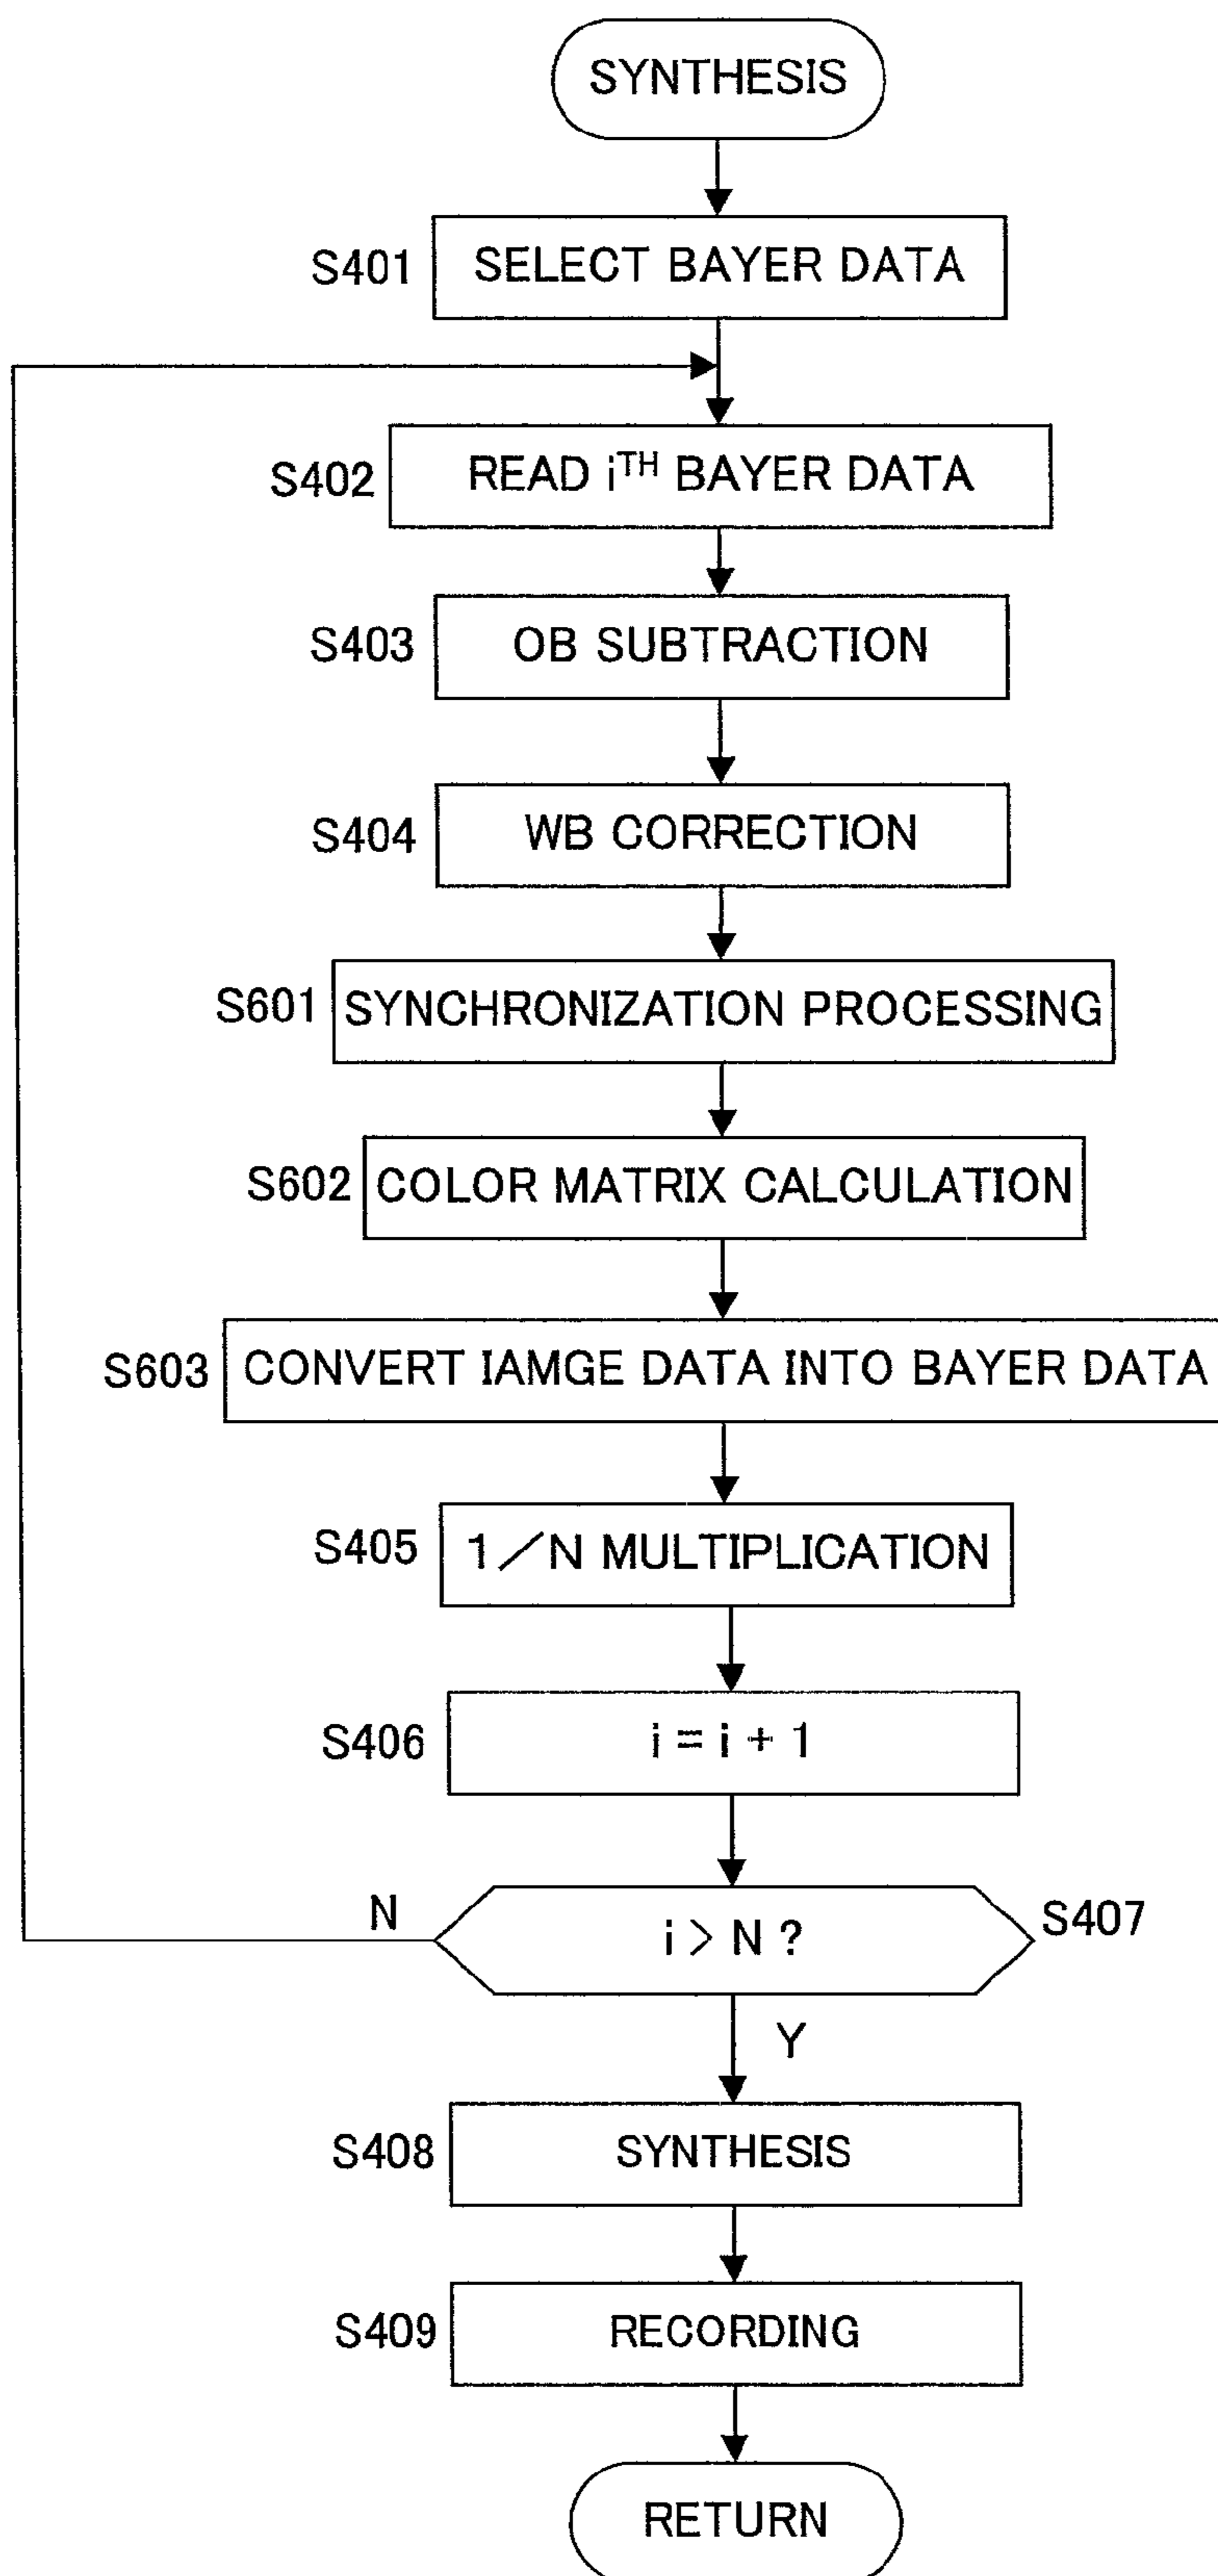 SYNTHESIS
S401 SELECT BAYER DATA
S402 READ iTH BAYER DATA
S403 OB SUBTRACTION
S404 WB CORRECTION
S601 SYNCHRONIZATION PROCESSING
S602 COLOR MATRIX CALCULATION
S603 CONVERT IAMGE DATA INTO BAYER DATA
S405 1/N MULTIPLICATION
S406 i = i + 1
N i > N ? S407
Y
S408 SYNTHESIS
S409 RECORDING
RETURN